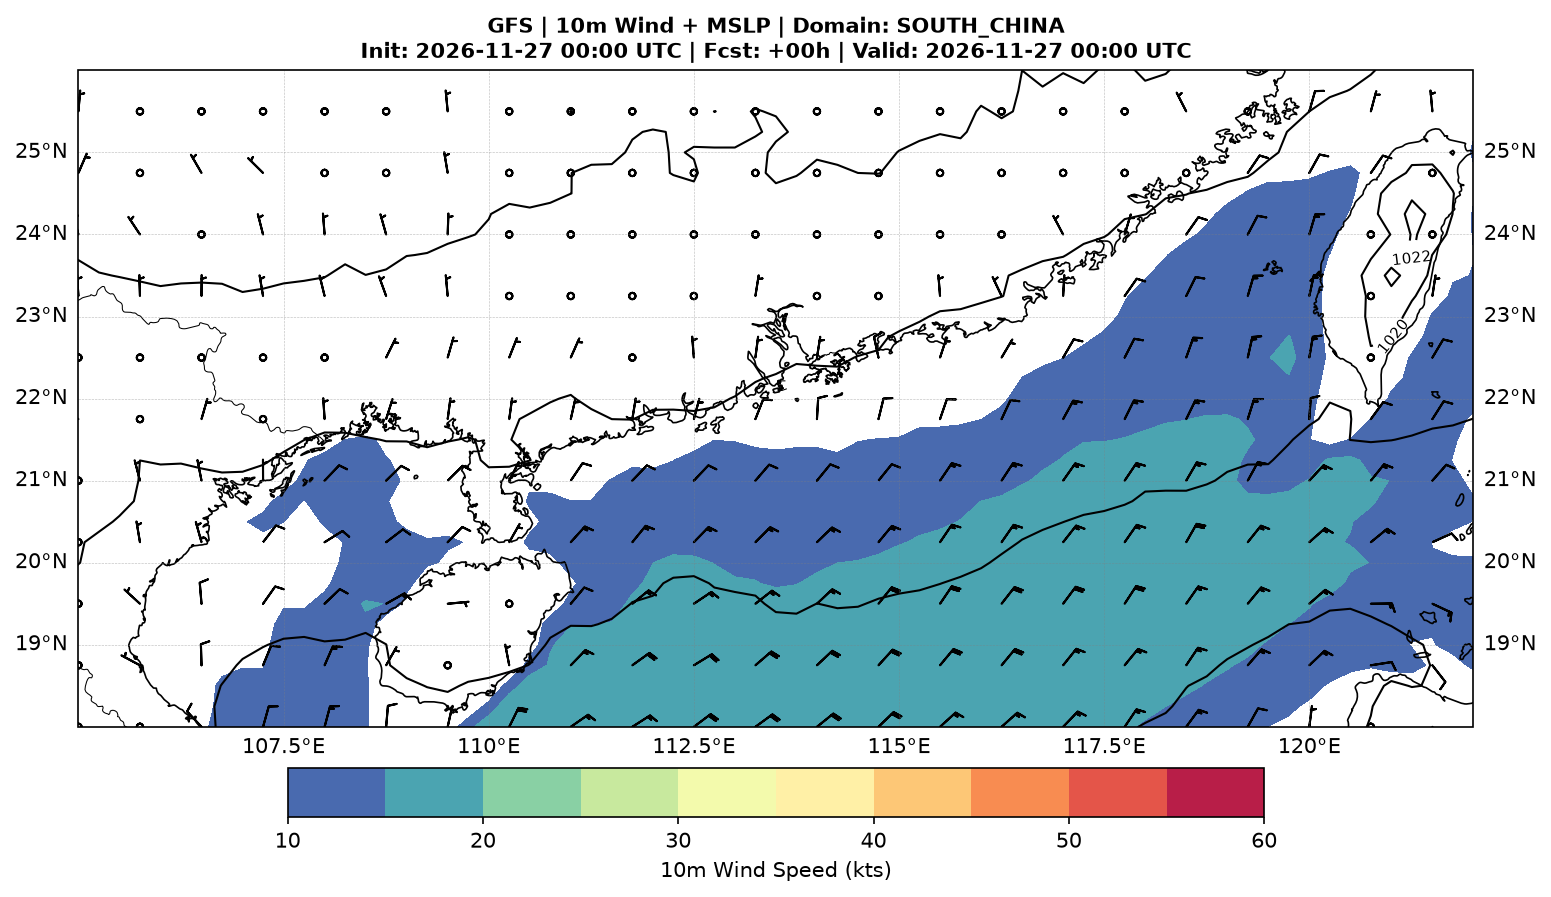 GFS | 10m Wind + MSLP | Domain: SOUTH_CHINA
Init: 2026-11-27 00:00 UTC | Fcst: +00h | Valid: 2026-11-27 00:00 UTC
25°N 25°N
24°N 24°N
1022
23°N 23°N
1020
22°N 22°N
21°N 21°N
20°N 20°N
19°N 19°N
107.5°E 110°E 112.5°E 115°E 117.5°E 120°E
10 20 30 40 50 60
10m Wind Speed (kts)